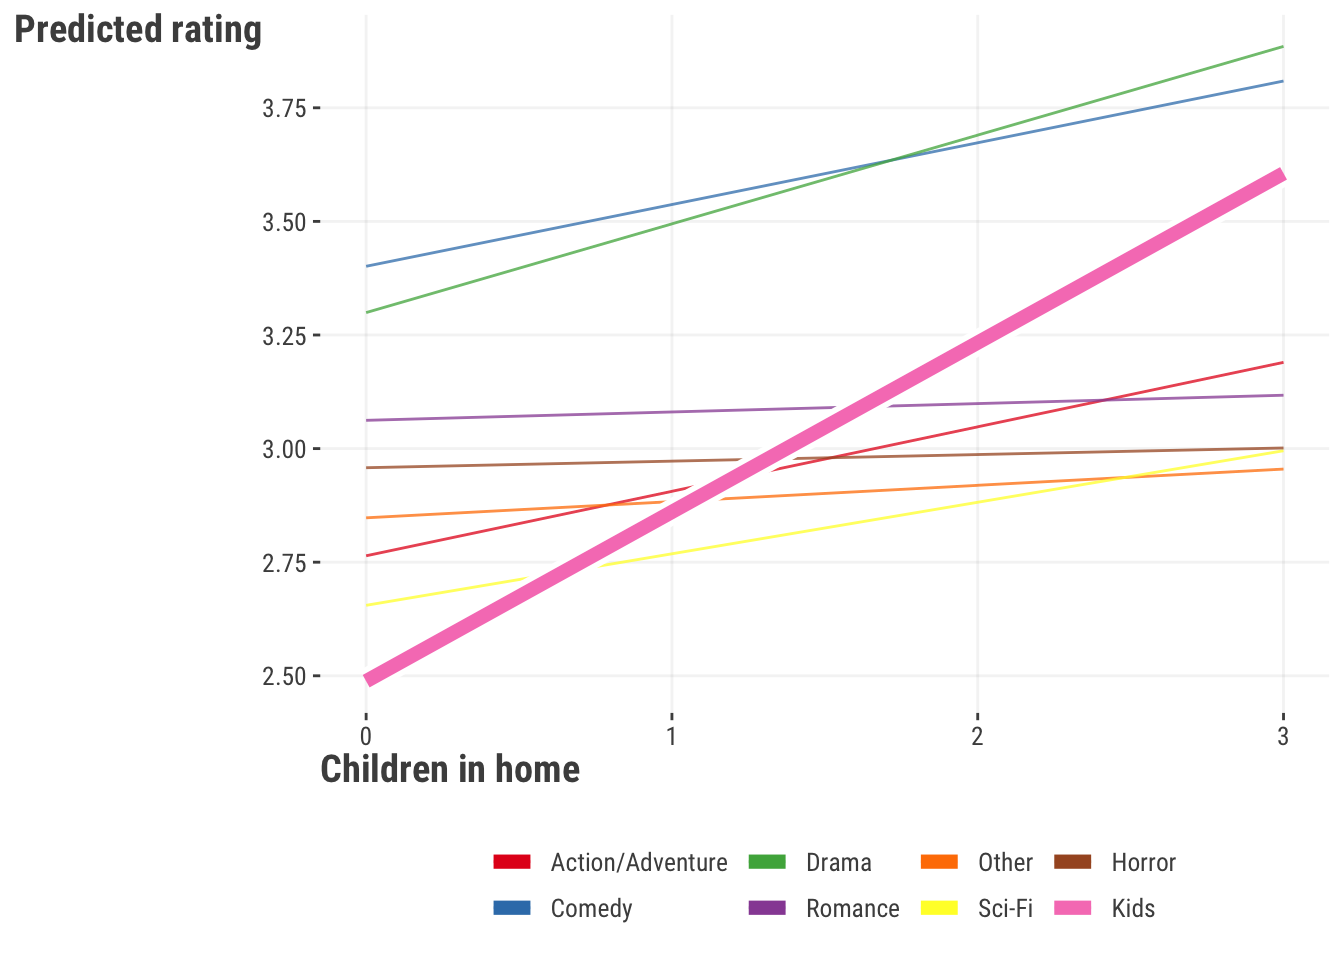 Predicted rating
3.75
3.50
3.25
3.00
2.75
2.50
0 1 2 3
Children in home
Action/Adventure Drama Other Horror
Comedy Romance Sci-Fi Kids